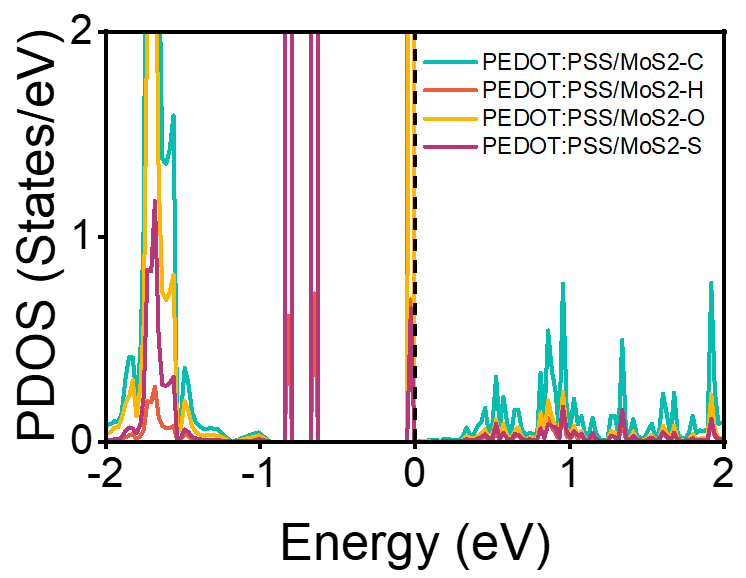 PDOS (States/eV)
2
1
0
PEDOT:PSS/MoS2-C
PEDOT:PSS/MoS2-H
PEDOT:PSS/MoS2-O
PEDOT:PSS/MoS2-S
-2 -1 0 1 2
Energy (eV)